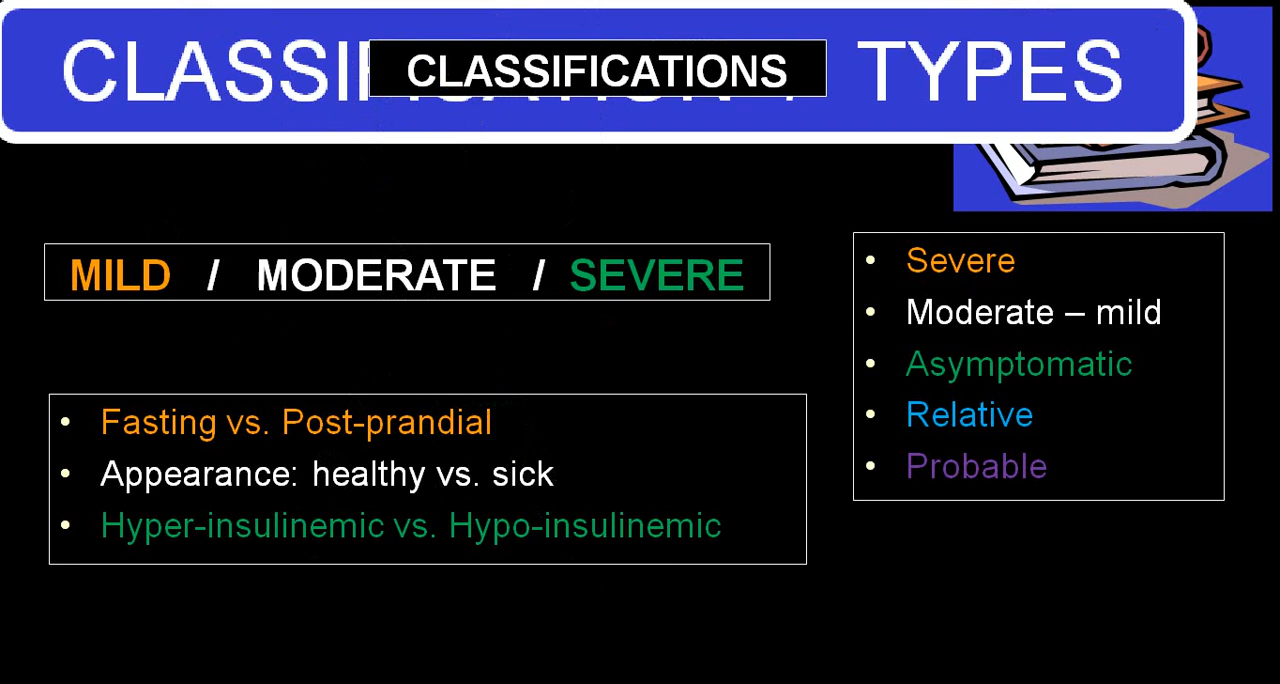 CLASSIFICATION / TYPES
CLASSIFICATIONS
MILD / MODERATE / SEVERE
• Fasting vs. Post-prandial
• Appearance: healthy vs. sick
• Hyper-insulinemic vs. Hypo-insulinemic
• Severe
• Moderate – mild
• Asymptomatic
• Relative
• Probable